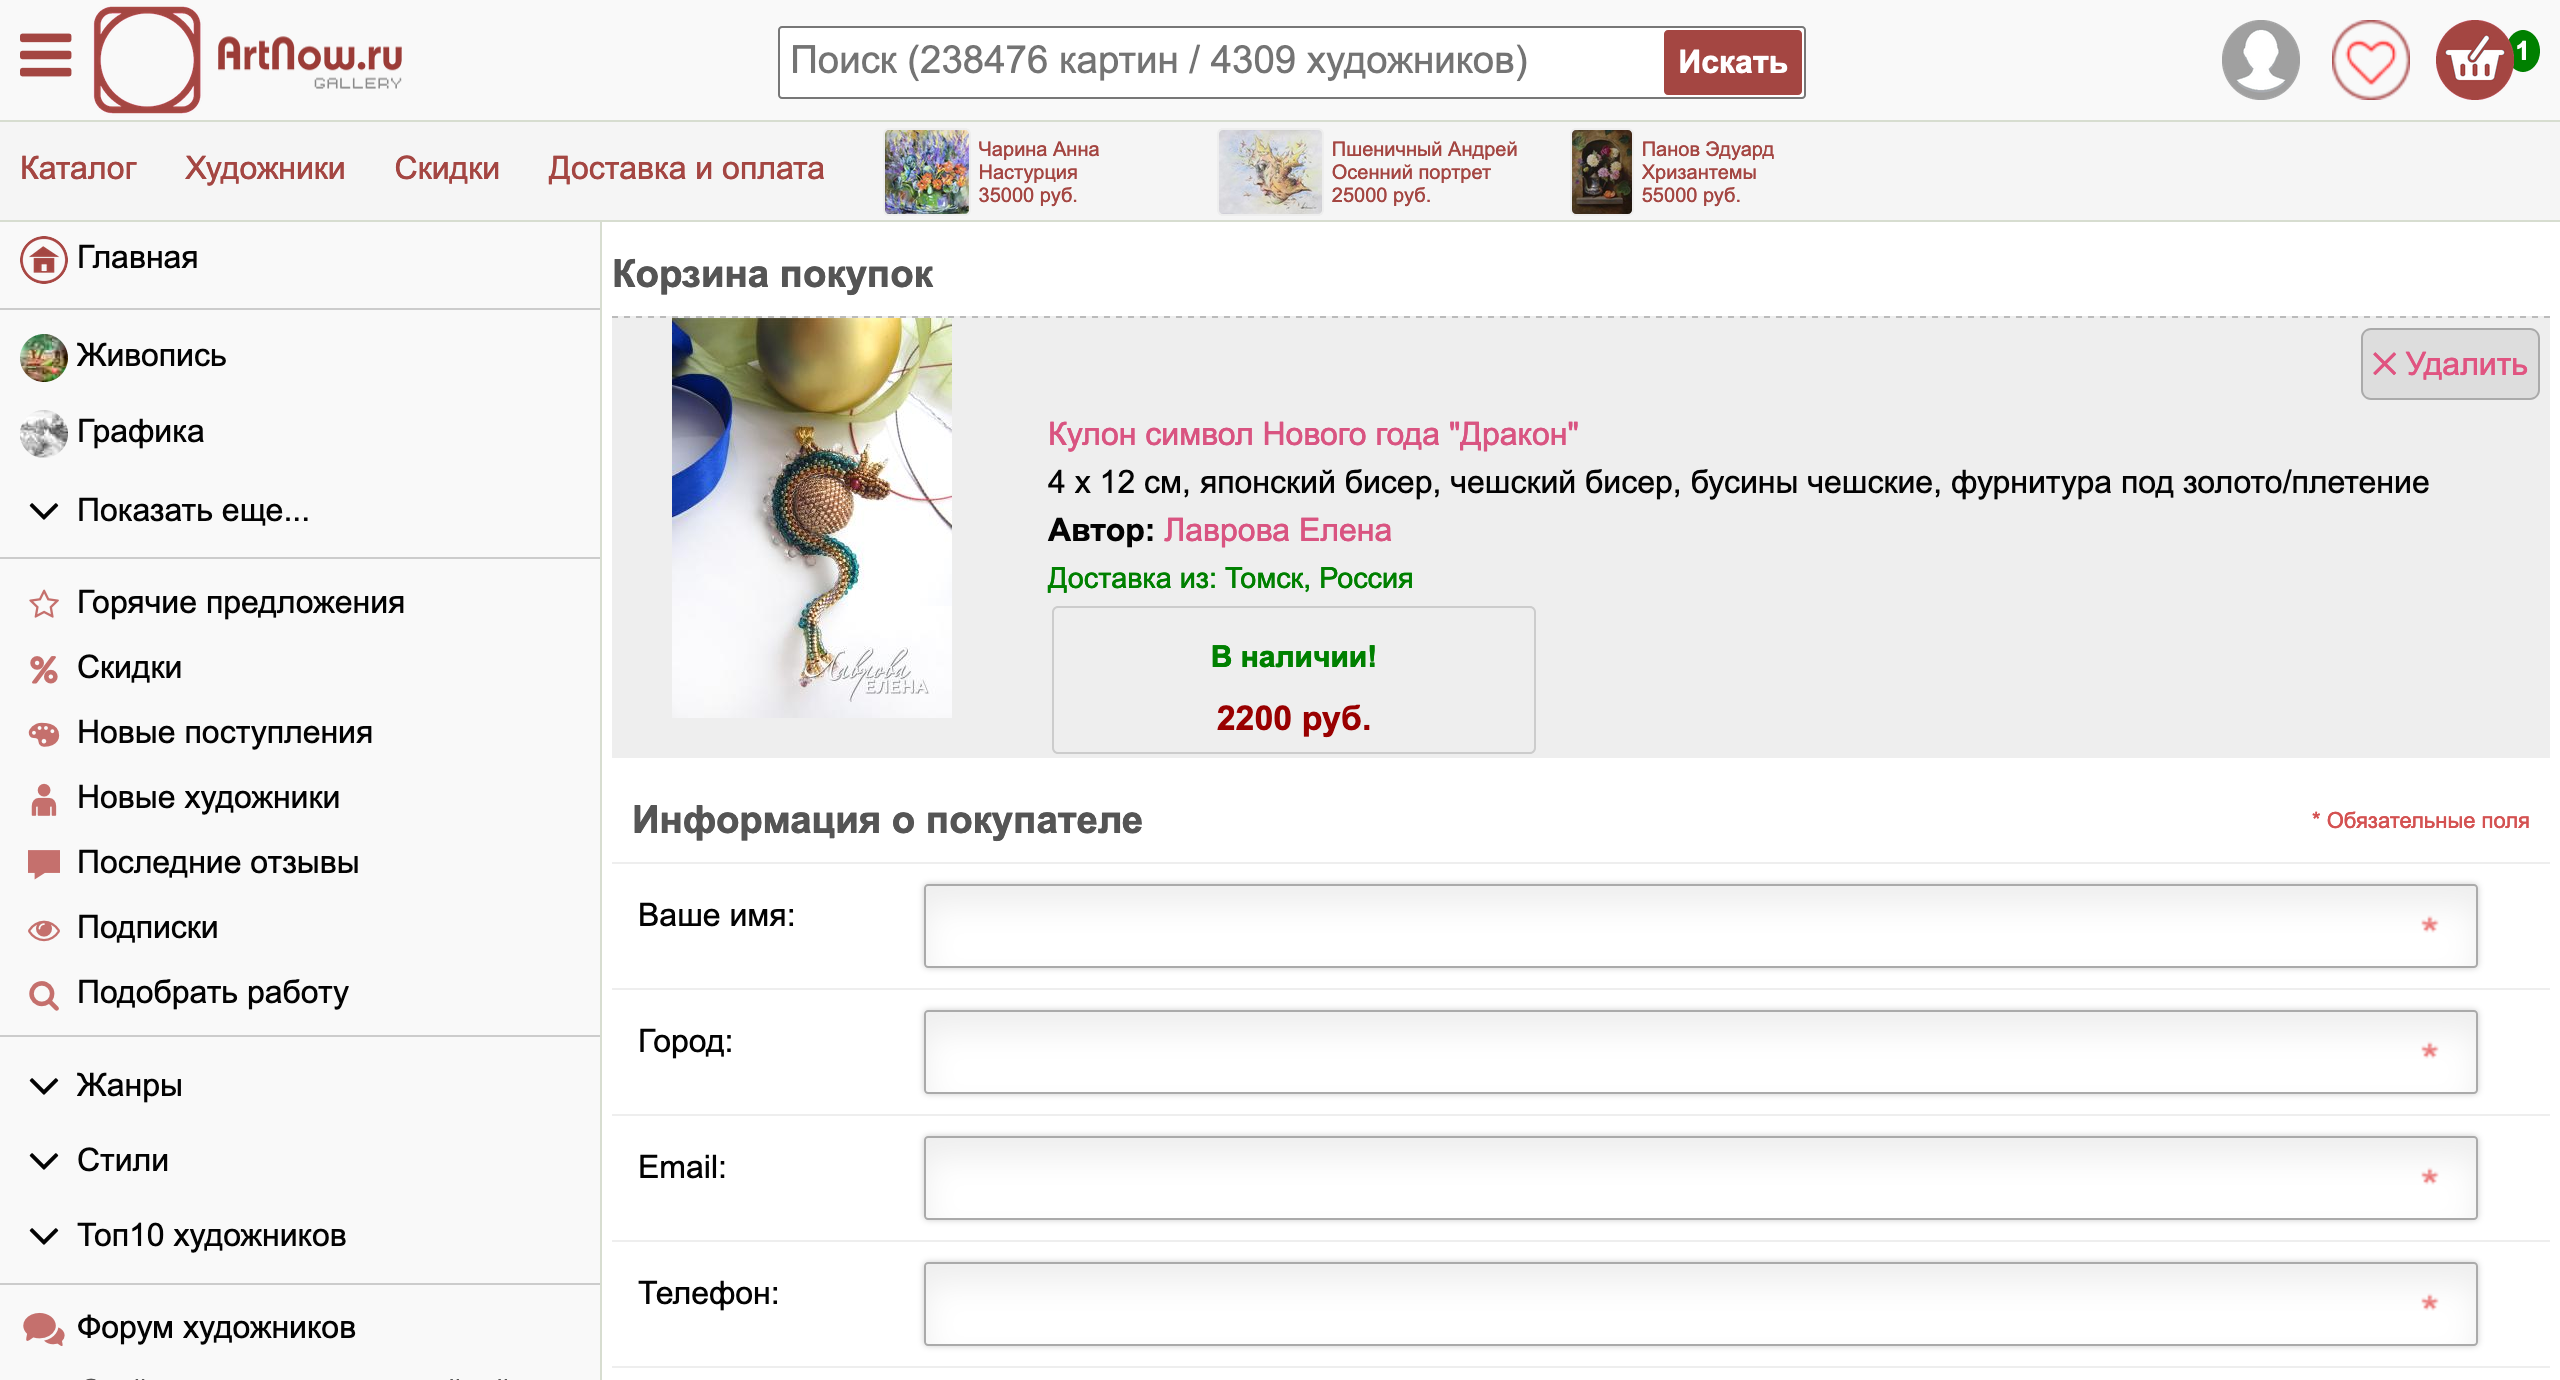 ArtNow.ru
GALLERY
Поиск (238476 картин / 4309 художников)
Искать
1
Каталог
Художники
Скидки
Доставка и оплата
Чарина Анна
Настурция
35000 руб.
Пшеничный Андрей
Осенний портрет
25000 руб.
Панов Эдуард
Хризантемы
55000 руб.
Главная
Живопись
Графика
Показать еще...
Горячие предложения
Скидки
Новые поступления
Новые художники
Последние отзывы
Подписки
Подобрать работу
Жанры
Стили
Топ10 художников
Форум художников
Корзина покупок
Удалить
Кулон символ Нового года "Дракон"
4 x 12 см, японский бисер, чешский бисер, бусины чешские, фурнитура под золото/плетение
Автор: Лаврова Елена
Доставка из: Томск, Россия
В наличии!
2200 руб.
Лаврова
ЕЛЕНА
Информация о покупателе
* Обязательные поля
Ваше имя:
*
Город:
*
Email:
*
Телефон:
*